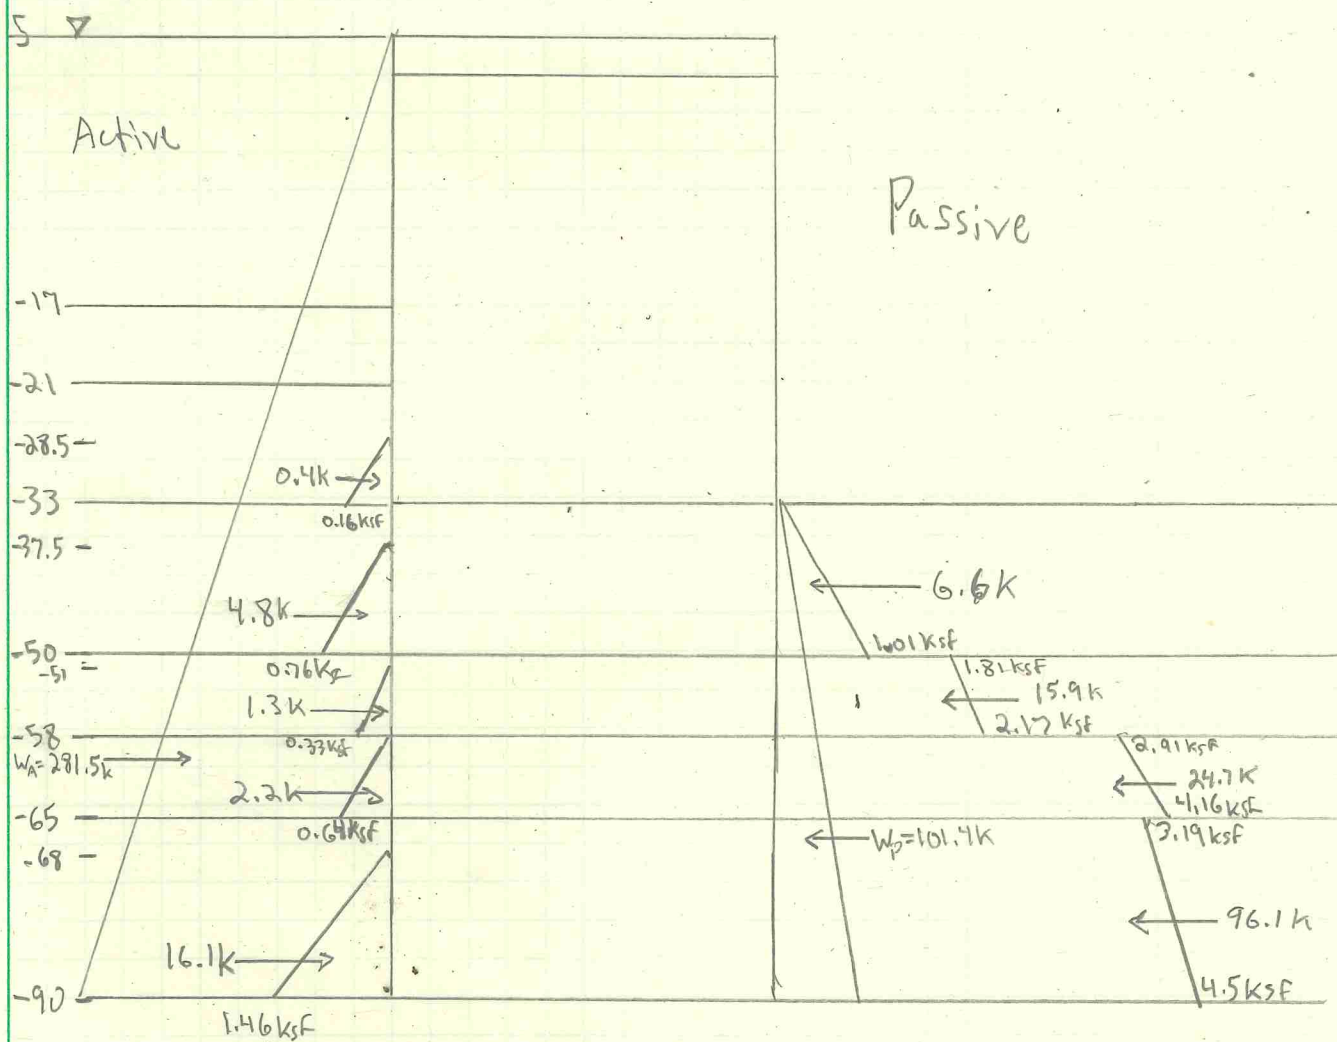 5 ▽
Active
Passive
-17
-21
-28.5
0.4k
-33
0.16ksf
-37.5
6.6K
4.8k
-50
1.01ksf
-51
0.76ks
1.81ksf
15.9k
1.3K
2.17ksf
-58
0.33ksf
2.91ksf
WA=281.5k
24.7K
2.2k
4.16ksf
-65
0.64ksf
3.19ksf
Wp=101.4K
-68
96.1k
16.1k
-90
4.5ksf
1.46ksf